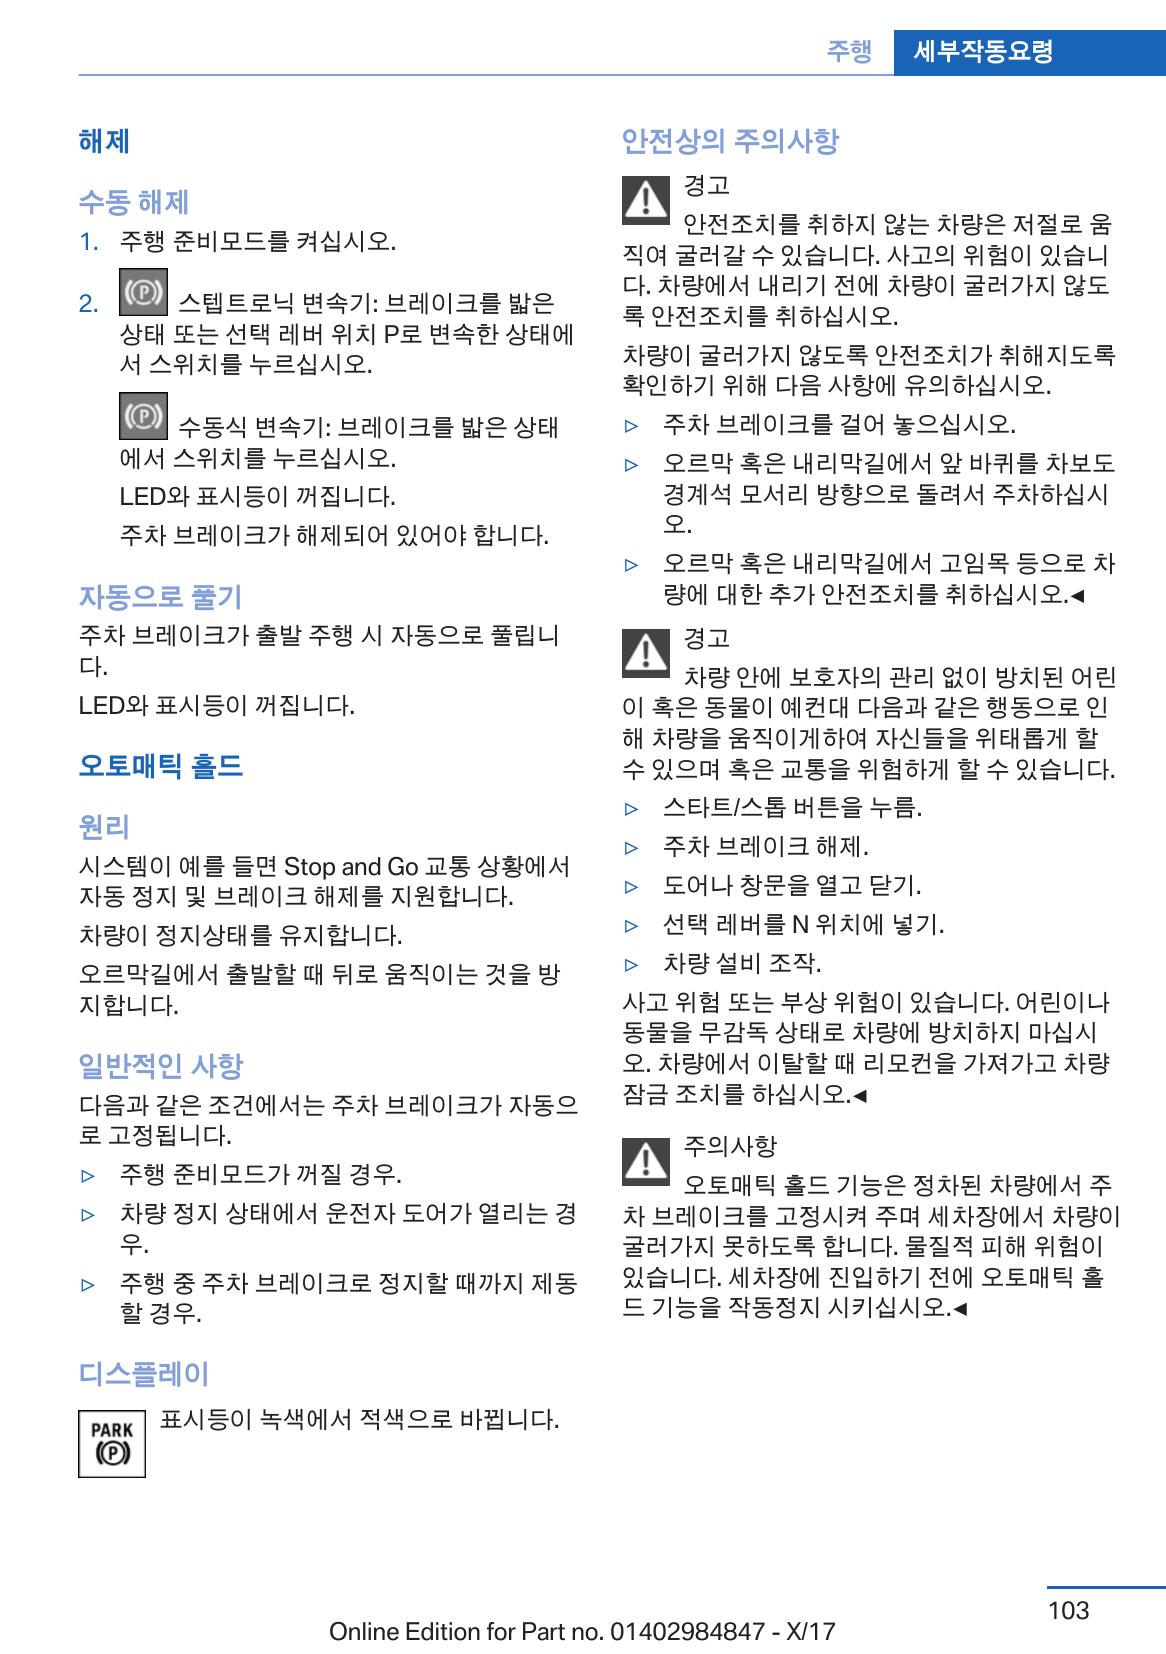 주행 세부작동요령
해제
수동 해제
1. 주행 준비모드를 켜십시오.
2. (P) 스텝트로닉 변속기: 브레이크를 밟은
상태 또는 선택 레버 위치 P로 변속한 상태에
서 스위치를 누르십시오.
(P) 수동식 변속기: 브레이크를 밟은 상태
에서 스위치를 누르십시오.
LED와 표시등이 꺼집니다.
주차 브레이크가 해제되어 있어야 합니다.
자동으로 풀기
주차 브레이크가 출발 주행 시 자동으로 풀립니
다.
LED와 표시등이 꺼집니다.
오토매틱 홀드
원리
시스템이 예를 들면 Stop and Go 교통 상황에서
자동 정지 및 브레이크 해제를 지원합니다.
차량이 정지상태를 유지합니다.
오르막길에서 출발할 때 뒤로 움직이는 것을 방
지합니다.
일반적인 사항
다음과 같은 조건에서는 주차 브레이크가 자동으
로 고정됩니다.
▷ 주행 준비모드가 꺼질 경우.
▷ 차량 정지 상태에서 운전자 도어가 열리는 경
우.
▷ 주행 중 주차 브레이크로 정지할 때까지 제동
할 경우.
디스플레이
표시등이 녹색에서 적색으로 바뀝니다.
PARK
(P)
안전상의 주의사항
경고
안전조치를 취하지 않는 차량은 저절로 움
직여 굴러갈 수 있습니다. 사고의 위험이 있습니
다. 차량에서 내리기 전에 차량이 굴러가지 않도
록 안전조치를 취하십시오.
차량이 굴러가지 않도록 안전조치가 취해지도록
확인하기 위해 다음 사항에 유의하십시오.
▷ 주차 브레이크를 걸어 놓으십시오.
▷ 오르막 혹은 내리막길에서 앞 바퀴를 차보도
경계석 모서리 방향으로 돌려서 주차하십시
오.
▷ 오르막 혹은 내리막길에서 고임목 등으로 차
량에 대한 추가 안전조치를 취하십시오.◀
경고
차량 안에 보호자의 관리 없이 방치된 어린
이 혹은 동물이 예컨대 다음과 같은 행동으로 인
해 차량을 움직이게하여 자신들을 위태롭게 할
수 있으며 혹은 교통을 위험하게 할 수 있습니다.
▷ 스타트/스톱 버튼을 누름.
▷ 주차 브레이크 해제.
▷ 도어나 창문을 열고 닫기.
▷ 선택 레버를 N 위치에 넣기.
▷ 차량 설비 조작.
사고 위험 또는 부상 위험이 있습니다. 어린이나
동물을 무감독 상태로 차량에 방치하지 마십시
오. 차량에서 이탈할 때 리모컨을 가져가고 차량
잠금 조치를 하십시오.◀
주의사항
오토매틱 홀드 기능은 정차된 차량에서 주
차 브레이크를 고정시켜 주며 세차장에서 차량이
굴러가지 못하도록 합니다. 물질적 피해 위험이
있습니다. 세차장에 진입하기 전에 오토매틱 홀
드 기능을 작동정지 시키십시오.◀
103
Online Edition for Part no. 01402984847 - X/17